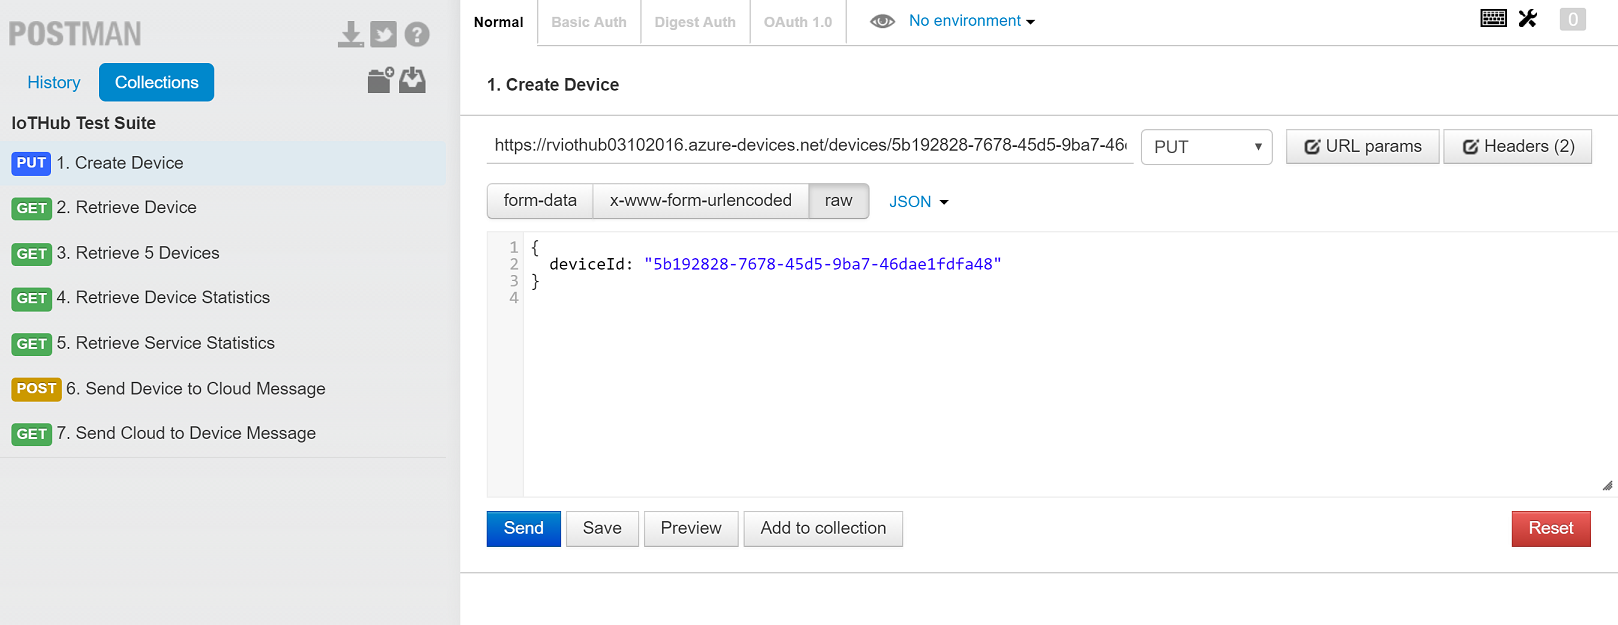 POSTMAN
History
Collections
IoTHub Test Suite
PUT 1. Create Device
GET 2. Retrieve Device
GET 3. Retrieve 5 Devices
GET 4. Retrieve Device Statistics
GET 5. Retrieve Service Statistics
POST 6. Send Device to Cloud Message
GET 7. Send Cloud to Device Message
Normal Basic Auth Digest Auth OAuth 1.0 No environment 0
1. Create Device
https://rviothub03102016.azure-devices.net/devices/5b192828-7678-45d5-9ba7-46 PUT URL params Headers (2)
form-data x-www-form-urlencoded raw JSON
1 {
2 deviceId: "5b192828-7678-45d5-9ba7-46dae1fdfa48"
3 }
4
Send Save Preview Add to collection Reset